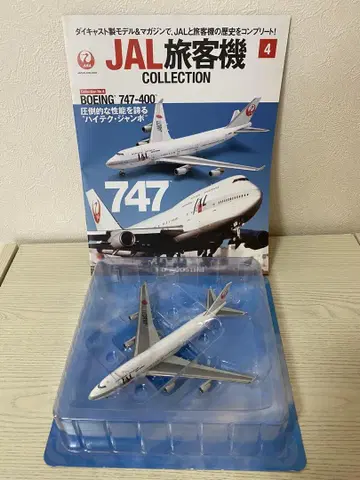 ダイキャスト製モデル&マガジンで、JALと旅客機の歴史をコンプリート!
JAL旅客機
COLLECTION
4
BOEING 747-400
圧倒的な性能を誇る
"ハイテク・ジャンボ"
JAL
747
JAL
JAL